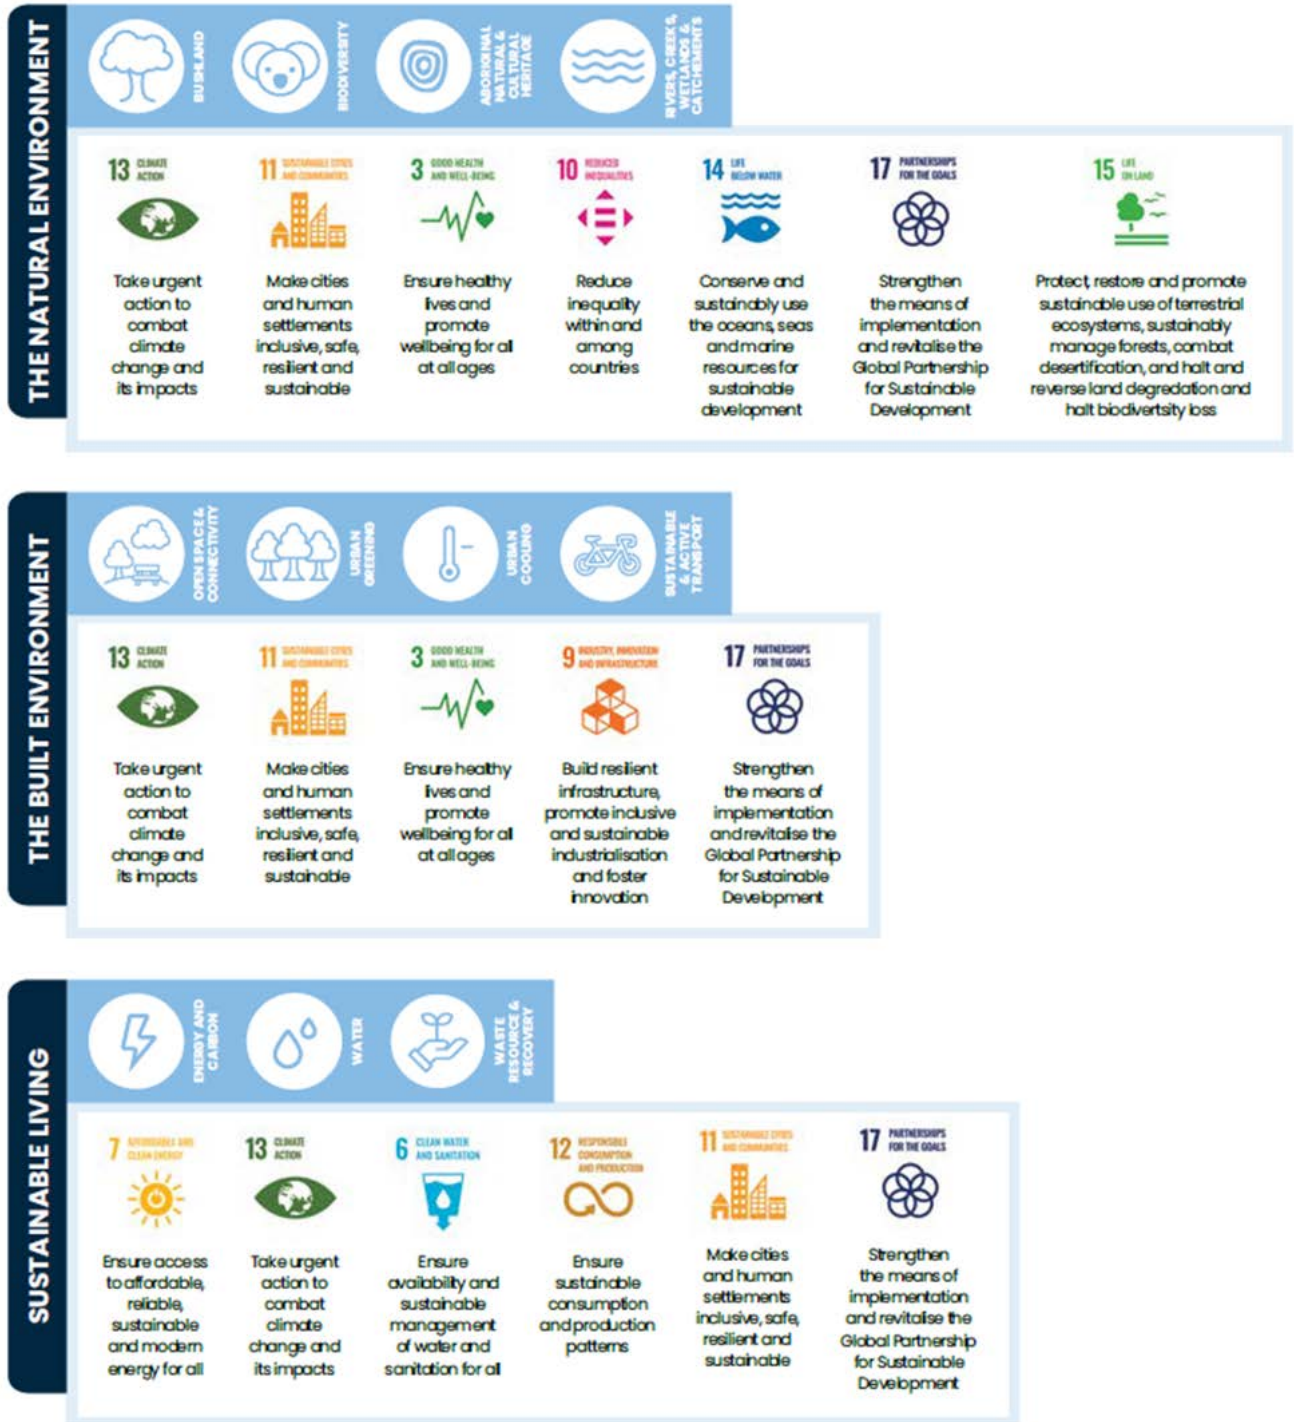 THE NATURAL ENVIRONMENT
BUSHLAND
BIODIVERSITY
ABORIGINAL
NATURAL &
CULTURAL
HERITAGE
RIVERS, CREEKS,
WETLANDS &
CATCHEMENTS
13 CLIMATE
ACTION
Take urgent
action to
combat
climate
change and
its impacts
11 SUSTAINABLE CITIES
AND COMMUNITIES
Make cities
and human
settlements
inclusive, safe,
resilient and
sustainable
3 GOOD HEALTH
AND WELL-BEING
Ensure healthy
lives and
promote
wellbeing for all
at all ages
10 REDUCED
INEQUALITIES
Reduce
inequality
within and
among
countries
14 LIFE
BELOW WATER
Conserve and
sustainably use
the oceans, seas
and marine
resources for
sustainable
development
17 PARTNERSHIPS
FOR THE GOALS
Strengthen
the means of
implementation
and revitalise the
Global Partnership
for Sustainable
Development
15 LIFE
ON LAND
Protect, restore and promote
sustainable use of terrestrial
ecosystems, sustainably
manage forests, combat
desertification, and halt and
reverse land degredation and
halt biodivertsity loss
THE BUILT ENVIRONMENT
OPEN SPACE &
CONNECTIVITY
URBAN
GREENING
URBAN
COOLING
SUSTAINABLE
& ACTIVE
TRANSPORT
13 CLIMATE
ACTION
Take urgent
action to
combat
climate
change and
its impacts
11 SUSTAINABLE CITIES
AND COMMUNITIES
Make cities
and human
settlements
inclusive, safe,
resilient and
sustainable
3 GOOD HEALTH
AND WELL-BEING
Ensure healthy
lives and
promote
wellbeing for all
at all ages
9 INDUSTRY, INNOVATION
AND INFRASTRUCTURE
Build resilient
infrastructure,
promote inclusive
and sustainable
industrialisation
and foster
innovation
17 PARTNERSHIPS
FOR THE GOALS
Strengthen
the means of
implementation
and revitalise the
Global Partnership
for Sustainable
Development
SUSTAINABLE LIVING
ENERGY AND
CARBON
WATER
WASTE
RESOURCE &
RECOVERY
7 AFFORDABLE AND
CLEAN ENERGY
Ensure access
to affordable,
reliable,
sustainable
and modern
energy for all
13 CLIMATE
ACTION
Take urgent
action to
combat
climate
change and
its impacts
6 CLEAN WATER
AND SANITATION
Ensure
availability and
sustainable
management
of water and
sanitation for all
12 RESPONSIBLE
CONSUMPTION
AND PRODUCTION
Ensure
sustainable
consumption
and production
patterns
11 SUSTAINABLE CITIES
AND COMMUNITIES
Make cities
and human
settlements
inclusive, safe,
resilient and
sustainable
17 PARTNERSHIPS
FOR THE GOALS
Strengthen
the means of
implementation
and revitalise the
Global Partnership
for Sustainable
Development